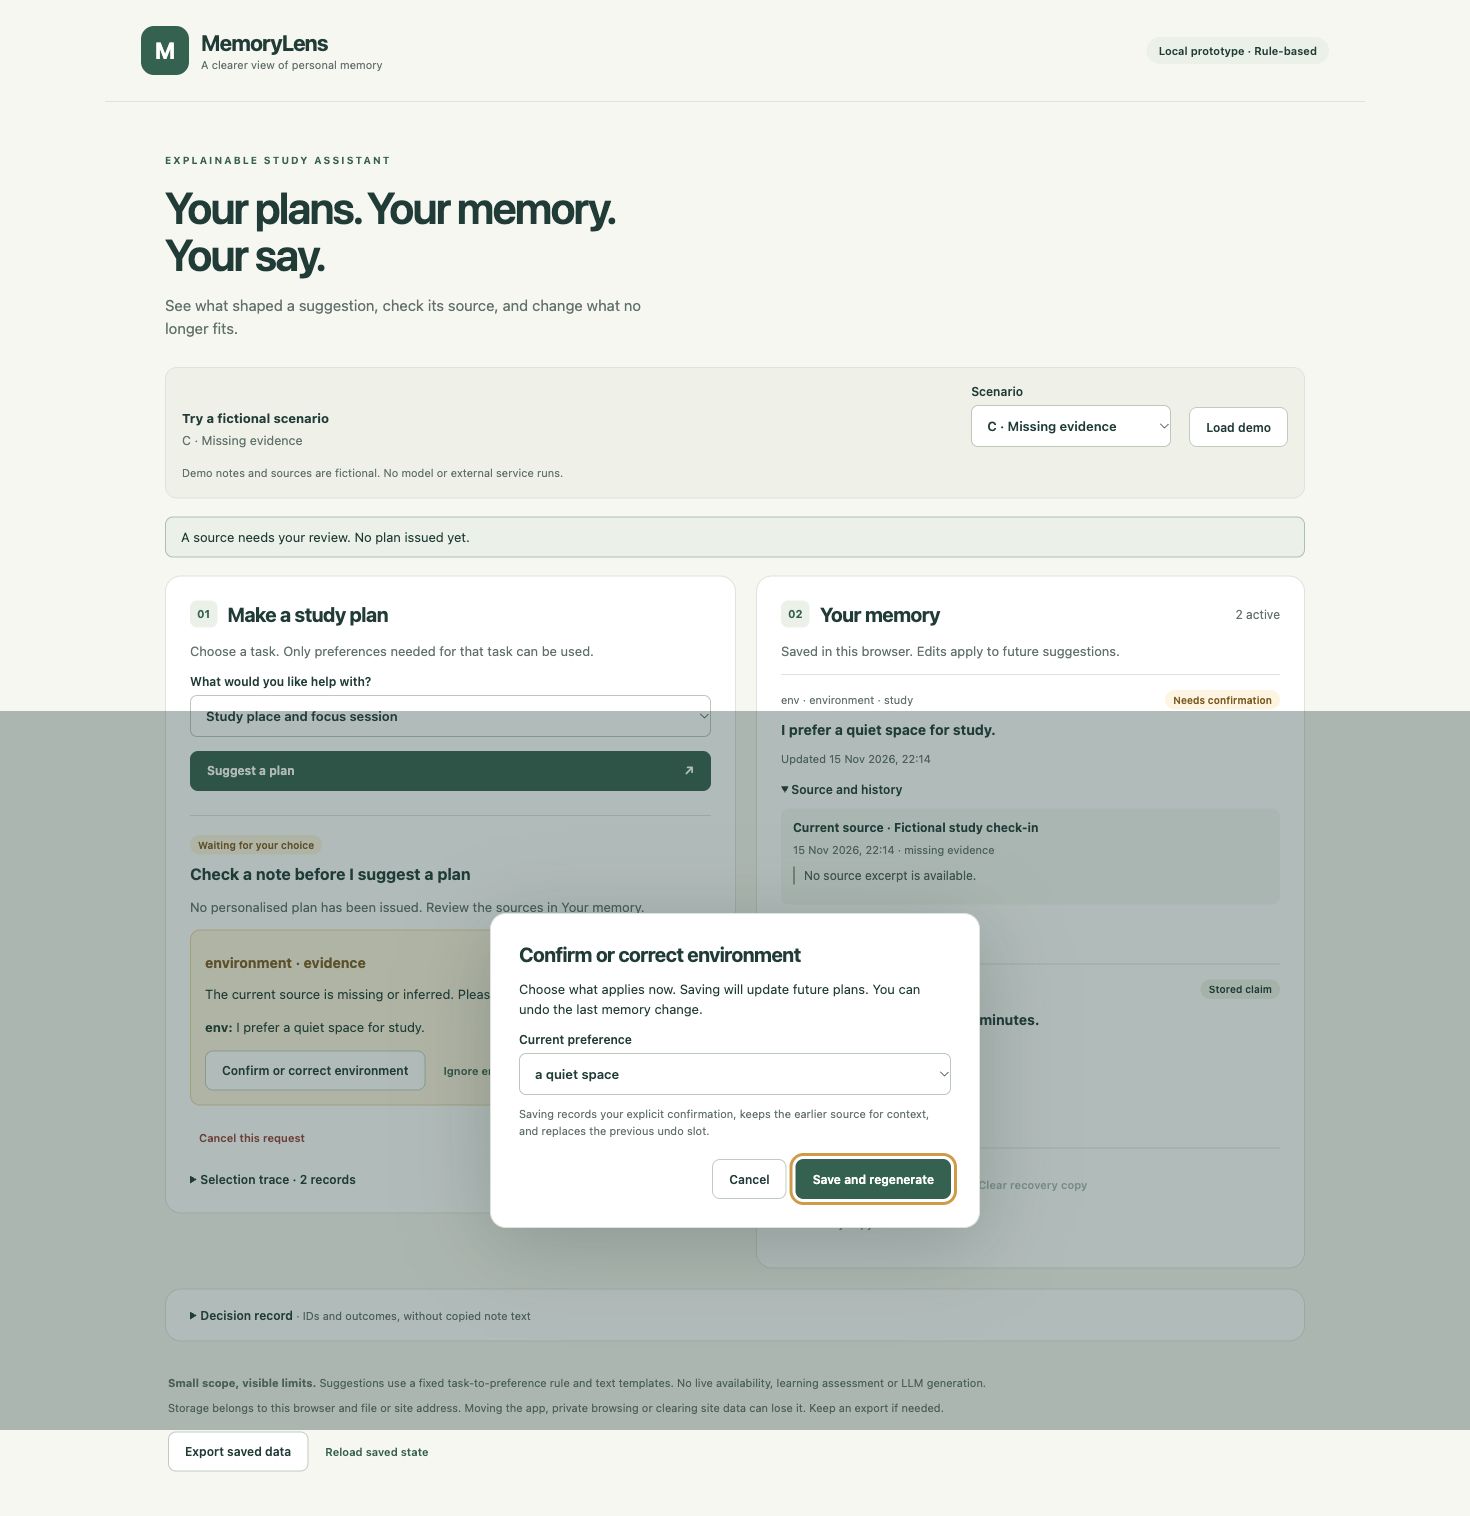 M
MemoryLens
A clearer view of personal memory
Local prototype · Rule-based
EXPLAINABLE STUDY ASSISTANT
Your plans. Your memory.
Your say.
See what shaped a suggestion, check its source, and change what no
longer fits.
Try a fictional scenario
C · Missing evidence
Demo notes and sources are fictional. No model or external service runs.
Scenario
C · Missing evidence
Load demo
A source needs your review. No plan issued yet.
01 Make a study plan
Choose a task. Only preferences needed for that task can be used.
What would you like help with?
Study place and focus session
Suggest a plan ↗
Waiting for your choice
Check a note before I suggest a plan
No personalised plan has been issued. Review the sources in Your memory.
environment · evidence
The current source is missing or inferred.
env: I prefer a quiet space for study.
Confirm or correct environment
Ignore
Cancel this request
Selection trace · 2 records
02 Your memory
2 active
Saved in this browser. Edits apply to future suggestions.
env · environment · study
Needs confirmation
I prefer a quiet space for study.
Updated 15 Nov 2026, 22:14
Source and history
Current source · Fictional study check-in
15 Nov 2026, 22:14 · missing evidence
No source excerpt is available.
Stored claim
minutes.
Clear recovery copy
Confirm or correct environment
Choose what applies now. Saving will update future plans. You can
undo the last memory change.
Current preference
a quiet space
Saving records your explicit confirmation, keeps the earlier source for context,
and replaces the previous undo slot.
Cancel
Save and regenerate
Decision record · IDs and outcomes, without copied note text
Small scope, visible limits. Suggestions use a fixed task-to-preference rule and text templates. No live availability, learning assessment or LLM generation.
Storage belongs to this browser and file or site address. Moving the app, private browsing or clearing site data can lose it. Keep an export if needed.
Export saved data
Reload saved state